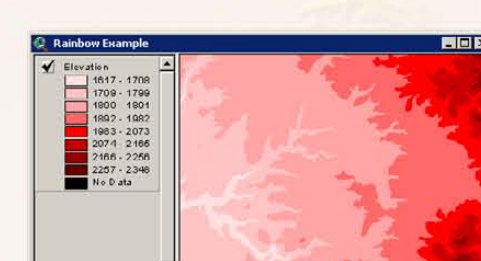 Rainbow Example
Elevation
1617 - 1708
1709 - 1799
1800 - 1891
1892 - 1982
1983 - 2073
2074 - 2165
2166 - 2256
2257 - 2348
No Data